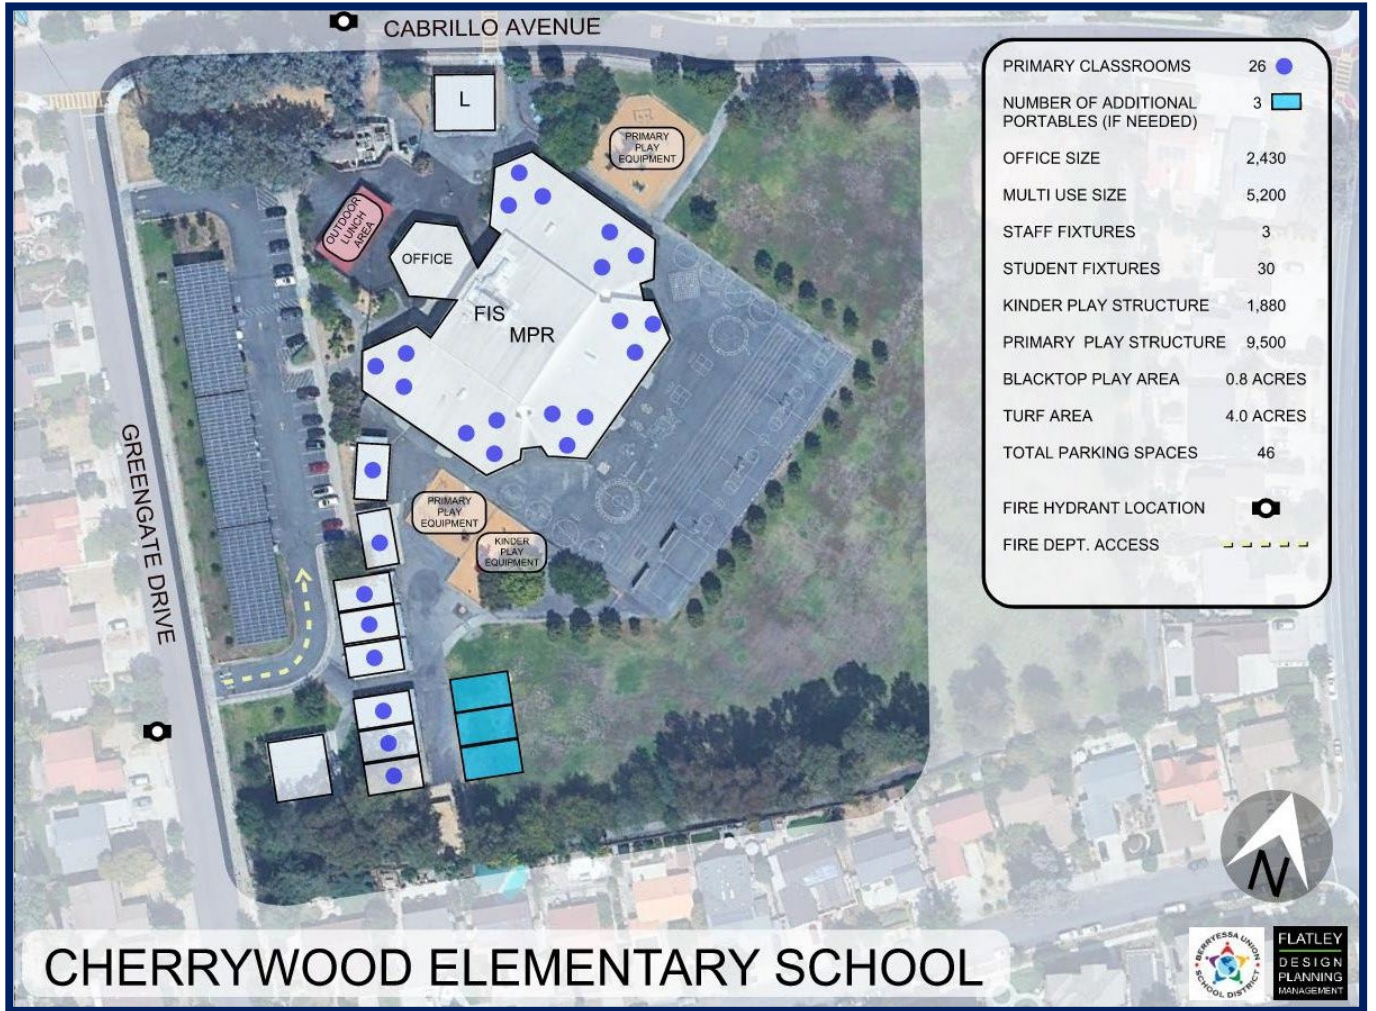 CABRILLO AVENUE
L
PRIMARY
PLAY
EQUIPMENT
OUTDOOR
LUNCH
AREA
OFFICE
FIS
MPR
GREENGATE DRIVE
PRIMARY
PLAY
EQUIPMENT
KINDER
PLAY
EQUIPMENT
PRIMARY CLASSROOMS 26
NUMBER OF ADDITIONAL 3
PORTABLES (IF NEEDED)
OFFICE SIZE 2,430
MULTI USE SIZE 5,200
STAFF FIXTURES 3
STUDENT FIXTURES 30
KINDER PLAY STRUCTURE 1,880
PRIMARY PLAY STRUCTURE 9,500
BLACKTOP PLAY AREA 0.8 ACRES
TURF AREA 4.0 ACRES
TOTAL PARKING SPACES 46
FIRE HYDRANT LOCATION
FIRE DEPT. ACCESS
N
CHERRYWOOD ELEMENTARY SCHOOL
BERRYESSA UNION
SCHOOL DISTRICT
FLATLEY
DESIGN
PLANNING
MANAGEMENT